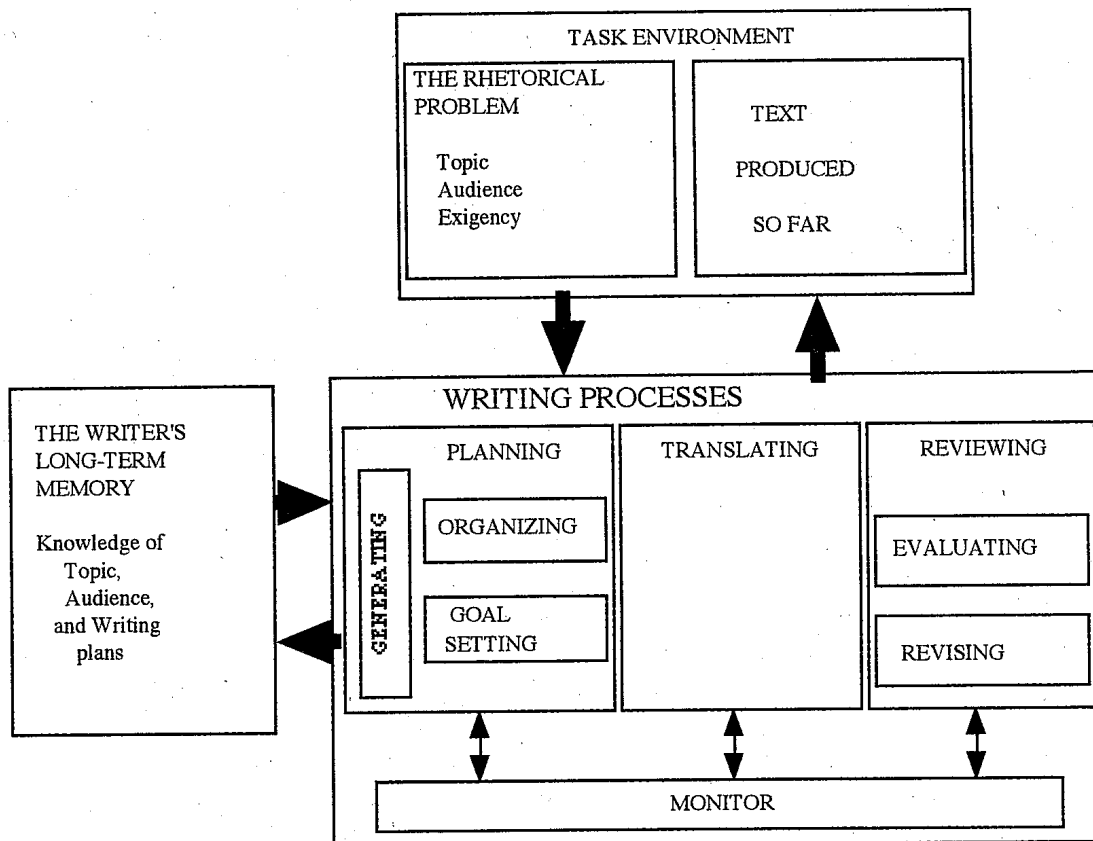 TASK ENVIRONMENT
THE RHETORICAL
PROBLEM
Topic
Audience
Exigency
TEXT
PRODUCED
SO FAR
THE WRITER'S
LONG-TERM
MEMORY
Knowledge of
Topic,
Audience,
and Writing
plans
WRITING PROCESSES
PLANNING
GENERATING
ORGANIZING
GOAL
SETTING
TRANSLATING
REVIEWING
EVALUATING
REVISING
MONITOR